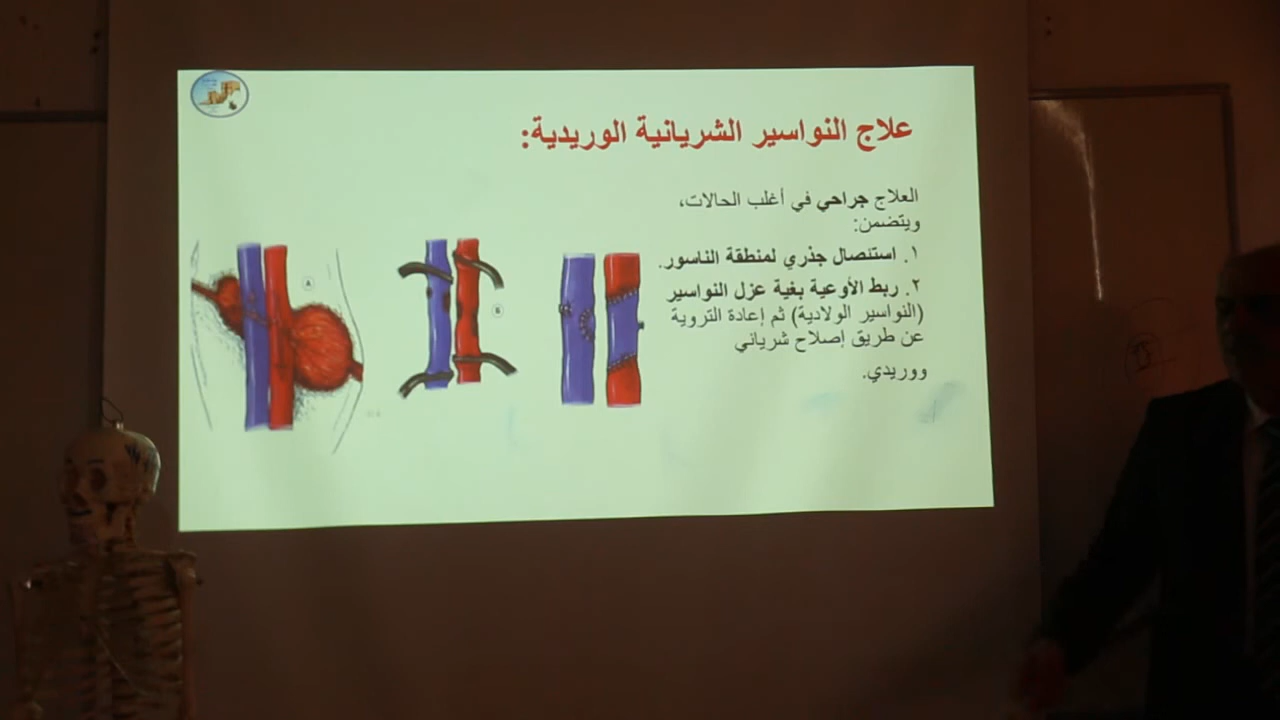 علاج النواسير الشريانية الوريدية:
العلاج جراحي في أغلب الحالات،
ويتضمن:
١. استئصال جذري لمنطقة الناسور.
٢. ربط الأوعية بغية عزل النواسير
(النواسير الولادية) ثم إعادة التروية
عن طريق إصلاح شرياني
ووريدي.
A
B